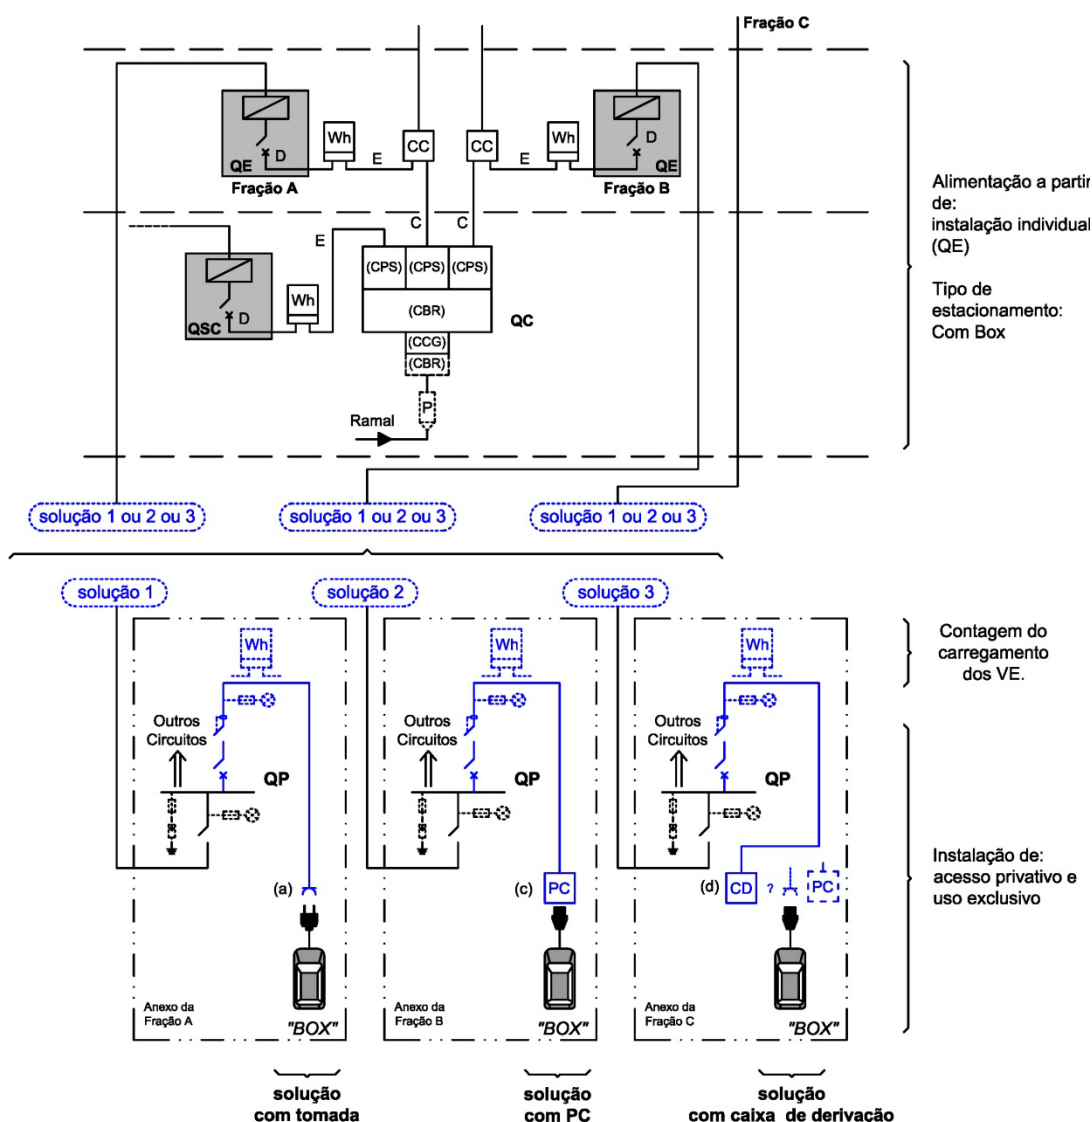 Fração C
Wh
CC
CC
Wh
D
D
QE
E
E
QE
Fração A
Fração B
Alimentação a partir
de:
instalação individual
(QE)
Tipo de
estacionamento:
Com Box
E
C
C
(CPS)
(CPS)
(CPS)
Wh
D
QSC
(CBR)
QC
(CCG)
(CBR)
P
Ramal
solução 1 ou 2 ou 3
solução 1 ou 2 ou 3
solução 1 ou 2 ou 3
solução 1
solução 2
solução 3
Wh
Wh
Wh
Contagem do
carregamento
dos VE.
Outros
Circuitos
QP
Outros
Circuitos
QP
Outros
Circuitos
QP
Instalação de:
acesso privativo e
uso exclusivo
(a)
(c)
PC
(d)
CD
?
PC
Anexo da
Fração A
"BOX"
Anexo da
Fração B
"BOX"
Anexo da
Fração C
"BOX"
solução
com tomada
solução
com PC
solução
com caixa de derivação